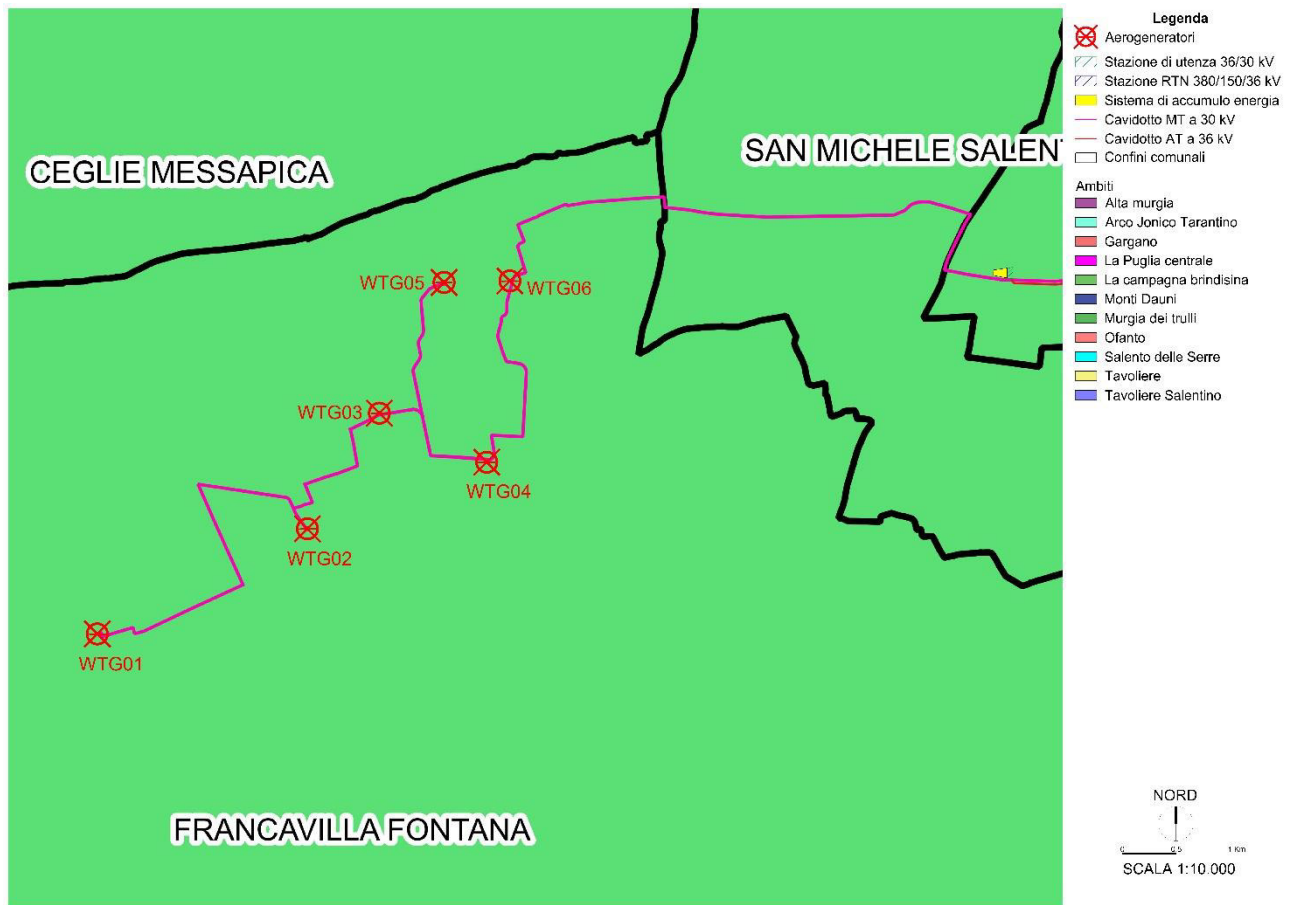 CEGLIE MESSAPICA
SAN MICHELE SALENT
WTG05
WTG06
WTG03
WTG04
WTG02
WTG01
FRANCAVILLA FONTANA
Legenda
Aerogeneratori
Stazione di utenza 36/30 kV
Stazione RTN 380/150/36 kV
Sistema di accumulo energia
Cavidotto MT a 30 kV
Cavidotto AT a 36 kV
Confini comunali
Ambiti
Alta murgia
Arco Jonico Tarantino
Gargano
La Puglia centrale
La campagna brindisina
Monti Dauni
Murgia dei trulli
Ofanto
Salento delle Serre
Tavoliere
Tavoliere Salentino
NORD
0 0,5 1 Km
SCALA 1:10.000